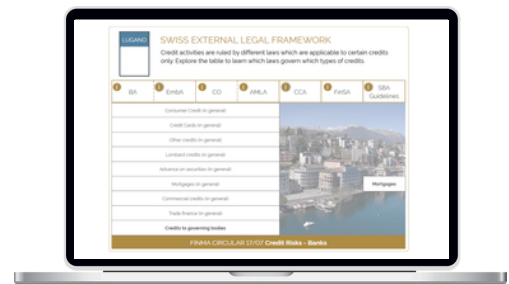 LUGANO
SWISS EXTERNAL LEGAL FRAMEWORK
Credit activities are ruled by different laws which are applicable to certain credits
only. Explore the table to learn which laws govern which types of credits.
BA
EmbA
CO
AMLA
CCA
FinSA
SBA
Guidelines
Consumer Credit (in general)
Credit Cards (in general)
Other credits (in general)
Lombard credits (in general)
Advance on securities (in general)
Mortgages (in general)
Mortgages
Commercial credits (in general)
Trade finance (in general)
Credits to governing bodies
FINMA CIRCULAR 17/07 Credit Risks - Banks